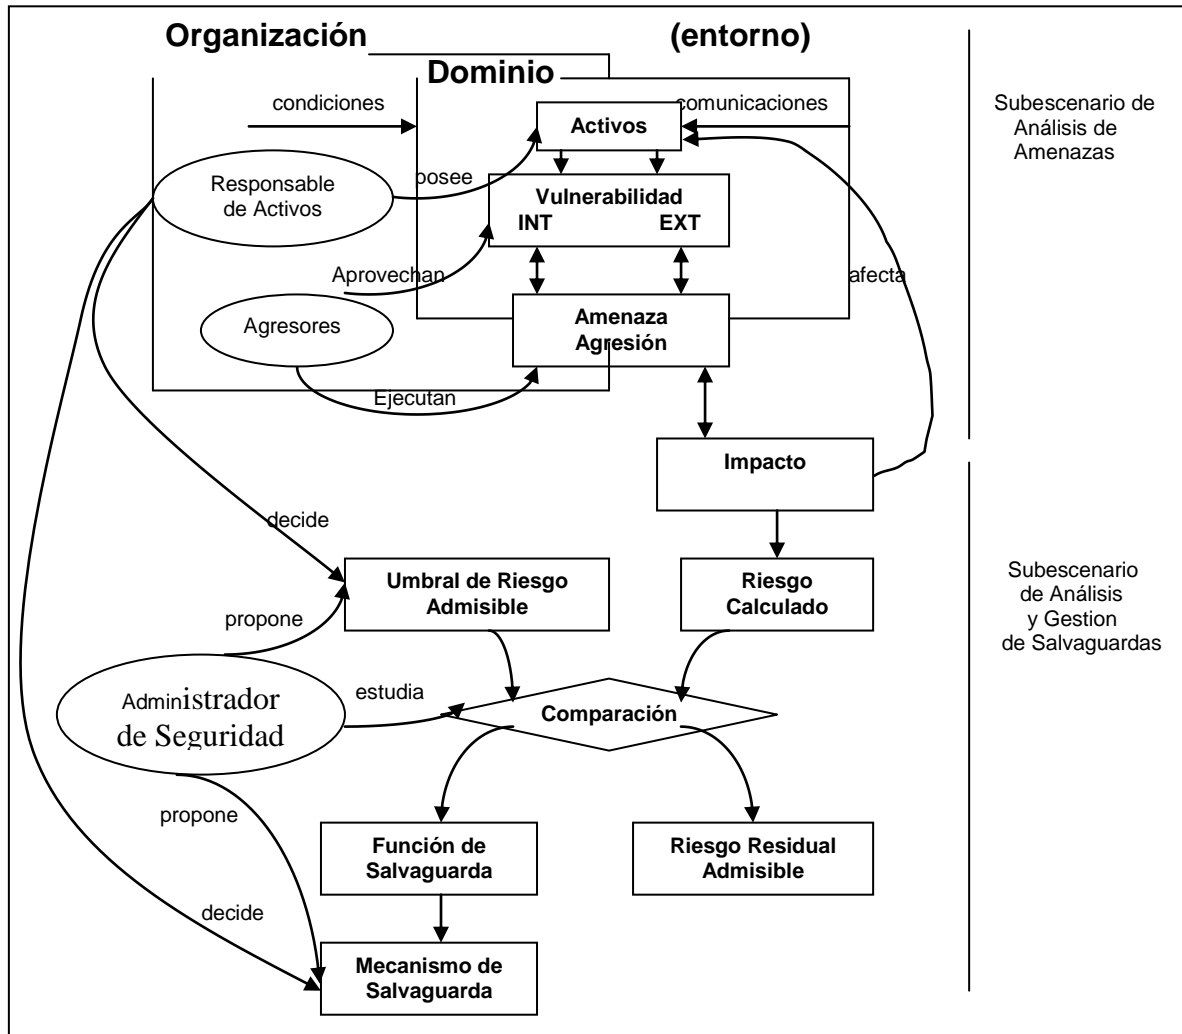 Organización (entorno)
Dominio
condiciones
comunicaciones
Activos
Subescenario de
Análisis de
Amenazas
Responsable
de Activos
posee
Vulnerabilidad
INT EXT
Aprovechan
afecta
Agresores
Amenaza
Agresión
Ejecutan
Impacto
decide
Umbral de Riesgo
Admisible
Riesgo
Calculado
Subescenario
de Análisis
y Gestion
de Salvaguardas
propone
Administrador
de Seguridad
estudia
Comparación
propone
Función de
Salvaguarda
Riesgo Residual
Admisible
decide
Mecanismo de
Salvaguarda